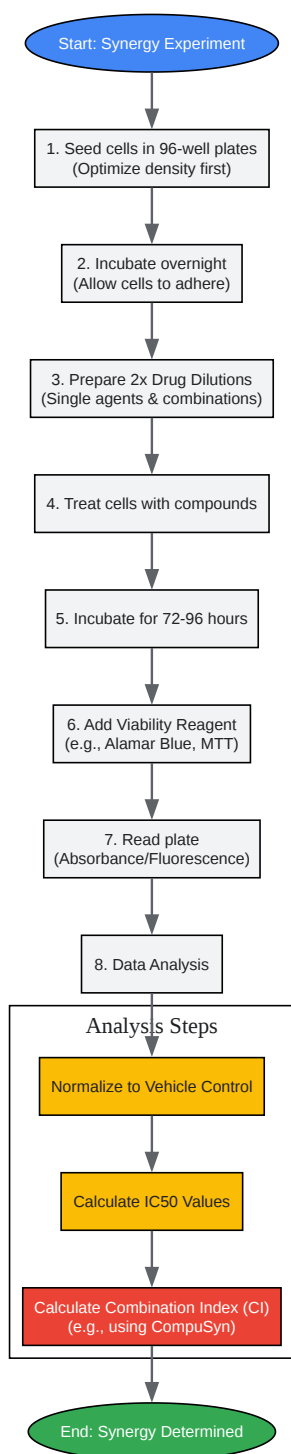 Start: Synergy Experiment
1. Seed cells in 96-well plates
(Optimize density first)
2. Incubate overnight
(Allow cells to adhere)
3. Prepare 2x Drug Dilutions
(Single agents & combinations)
4. Treat cells with compounds
5. Incubate for 72-96 hours
6. Add Viability Reagent
(e.g., Alamar Blue, MTT)
7. Read plate
(Absorbance/Fluorescence)
8. Data Analysis
Analysis Steps
Normalize to Vehicle Control
Calculate IC50 Values
Calculate Combination Index (CI)
(e.g., using CompuSyn)
End: Synergy Determined